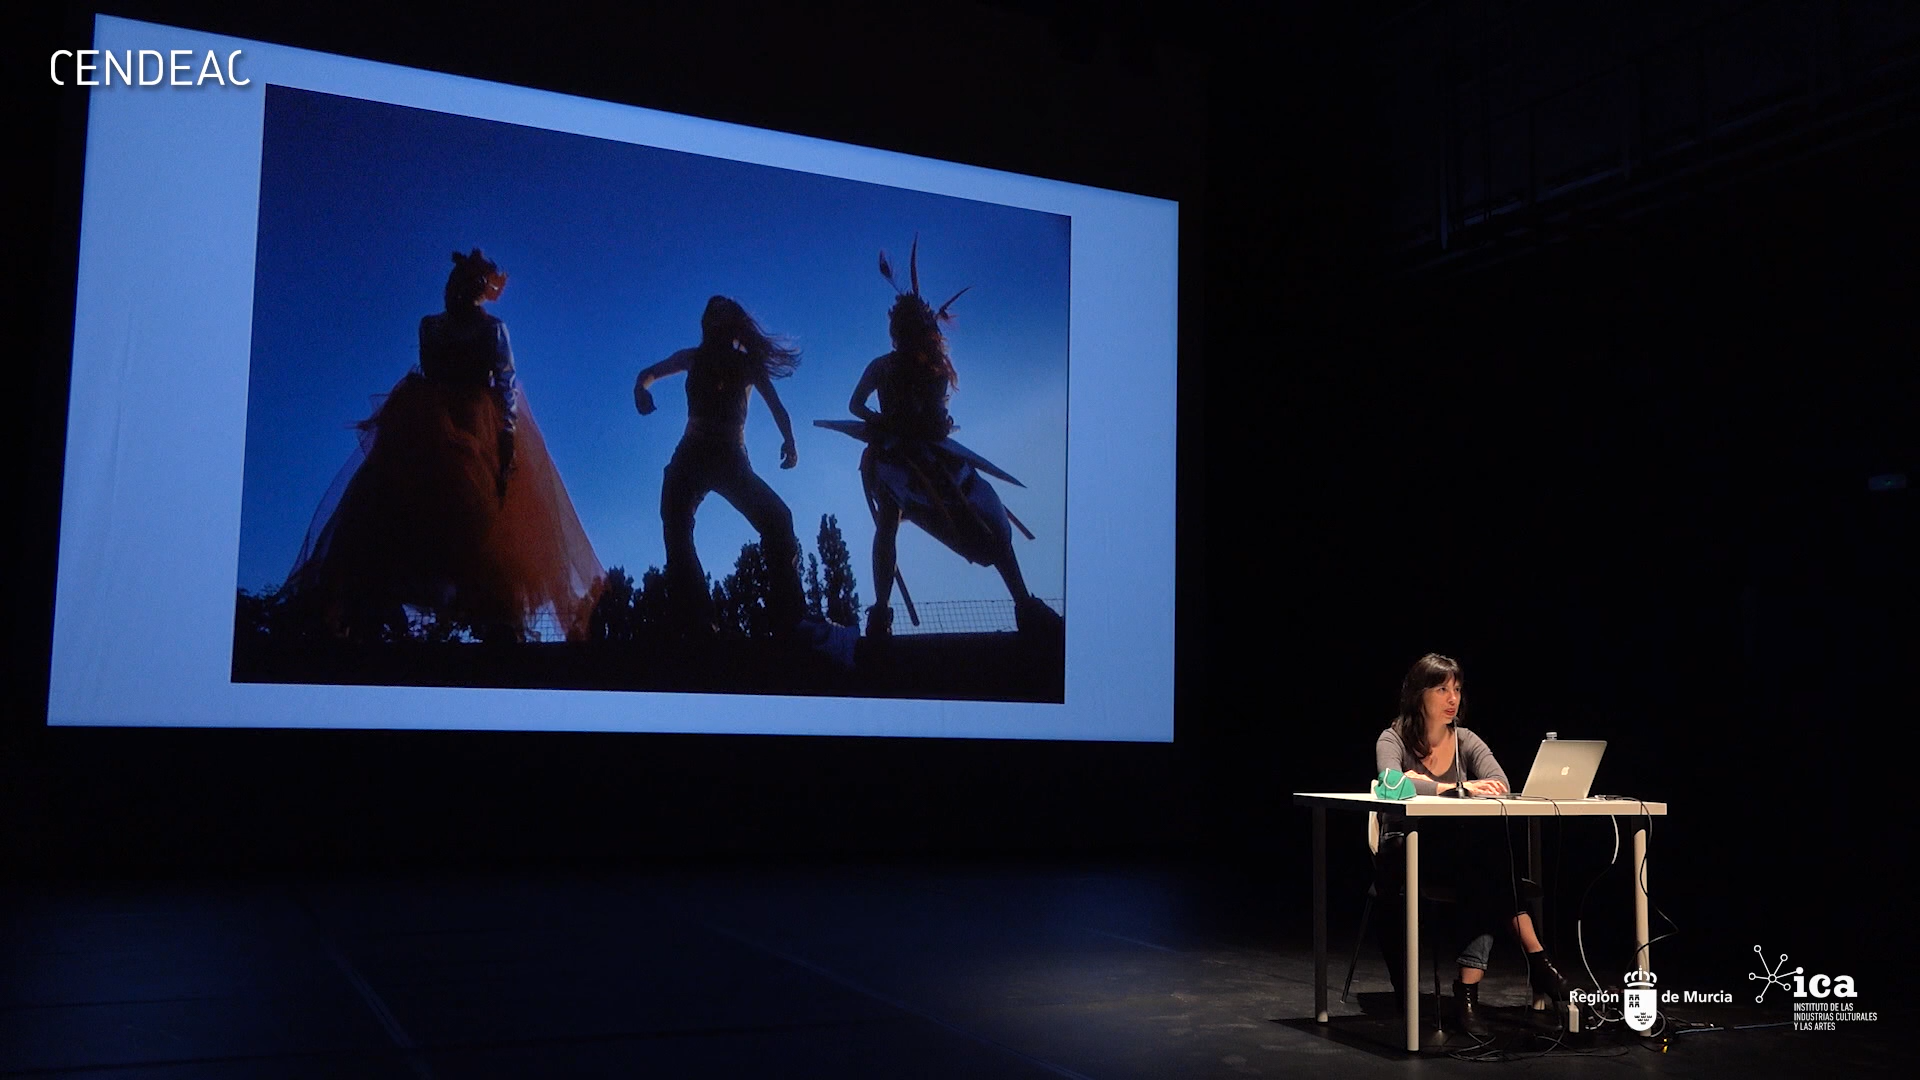 CENDEAC
Región de Murcia
ica
INSTITUTO DE LAS
INDUSTRIAS CULTURALES
Y LAS ARTES